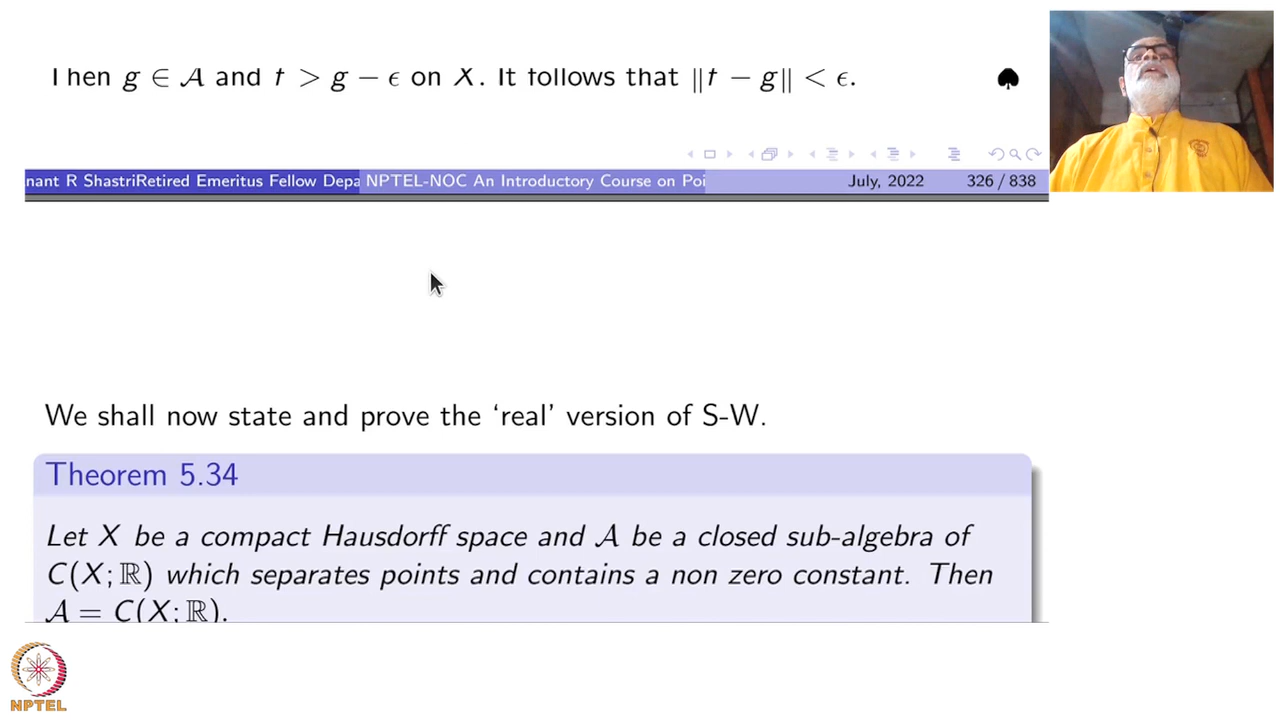 Then g ∈ 𝒜 and f > g − ϵ on X. It follows that ‖f − g‖ < ϵ. ♠
nant R Shastri Retired Emeritus Fellow Depa NPTEL-NOC An Introductory Course on Poi July, 2022 326 / 838
We shall now state and prove the ‘real’ version of S-W.
Theorem 5.34
Let X be a compact Hausdorff space and 𝒜 be a closed sub-algebra of
C(X; ℝ) which separates points and contains a non zero constant. Then
𝒜 = C(X; ℝ).
NPTEL